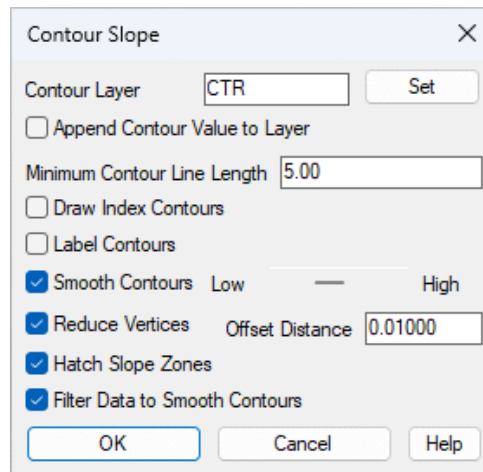 Contour Slope
Contour Layer CTR Set
Append Contour Value to Layer
Minimum Contour Line Length 5.00
Draw Index Contours
Label Contours
Smooth Contours Low High
Reduce Vertices Offset Distance 0.01000
Hatch Slope Zones
Filter Data to Smooth Contours
OK Cancel Help